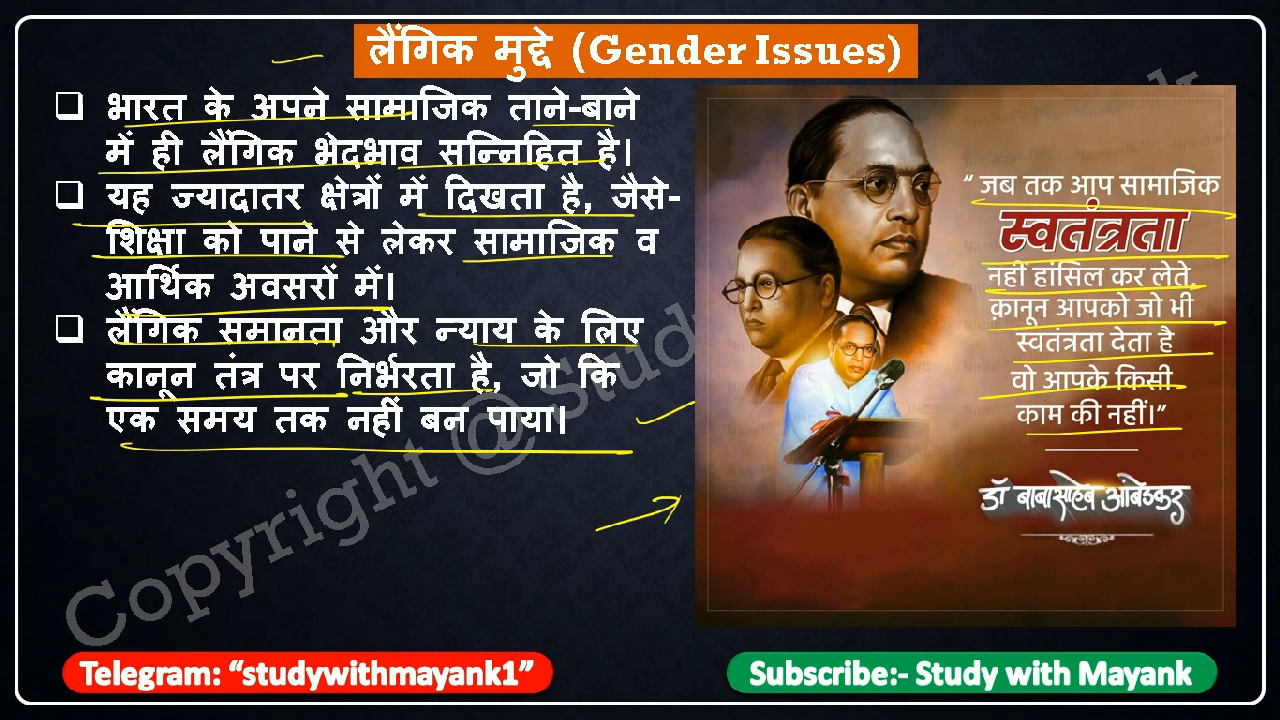 लैंगिक मुद्दे (Gender Issues)
❑ भारत के अपने सामाजिक ताने-बाने
में ही लैंगिक भेदभाव सन्निहित है।
❑ यह ज्यादातर क्षेत्रों में दिखता है, जैसे-
शिक्षा को पाने से लेकर सामाजिक व
आर्थिक अवसरों में।
❑ लैंगिक समानता और न्याय के लिए
कानून तंत्र पर निर्भरता है, जो कि
एक समय तक नहीं बन पाया।
“ जब तक आप सामाजिक
स्वतंत्रता
नहीं हांसिल कर लेते,
क़ानून आपको जो भी
स्वतंत्रता देता है
वो आपके किसी
काम की नहीं।“
डॉ बाबासाहेब आंबेडकर
Copyright @ Stud
Telegram: “studywithmayank1”
Subscribe:- Study with Mayank